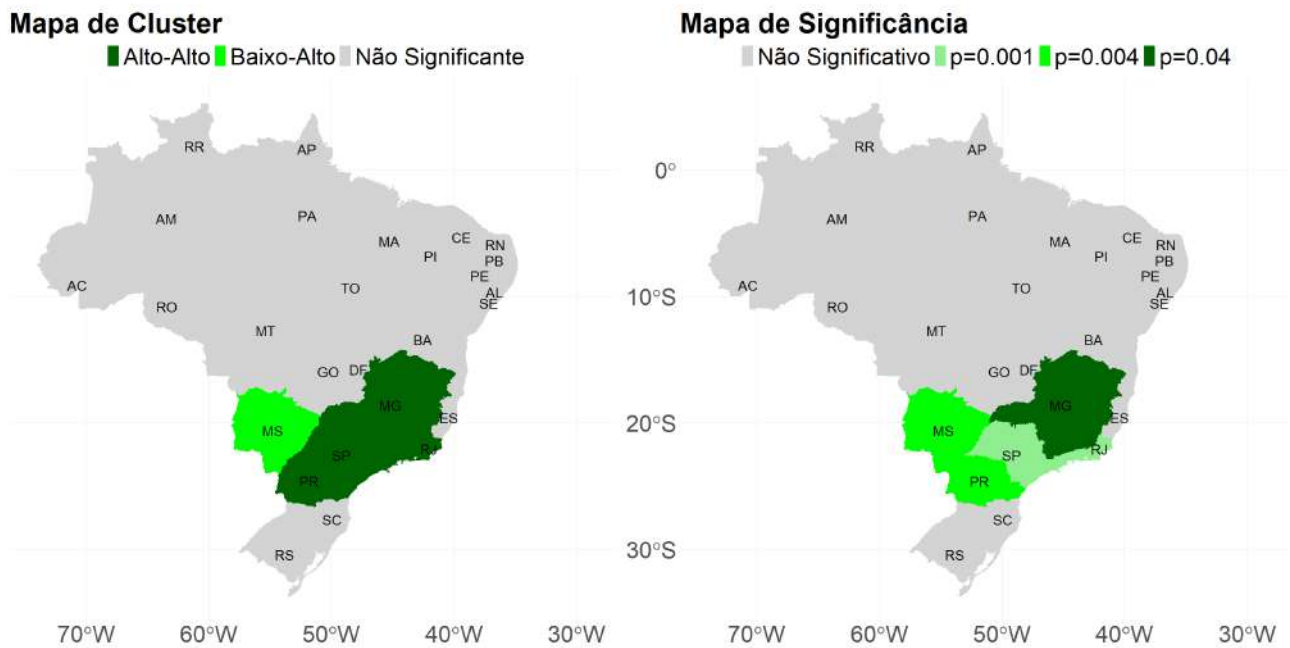 Mapa de Cluster
Alto-Alto Baixo-Alto Não Significante
RR
AP
AM
PA
MA
CE
RN
PI
PB
PE
AC
TO
AL
RO
SE
MT
BA
GO
DF
MG
MS
ES
SP
RJ
PR
SC
RS
70°W 60°W 50°W 40°W 30°W
Mapa de Significância
Não Significativo p=0.001 p=0.004 p=0.04
0°
10°S
20°S
30°S
RR
AP
AM
PA
MA
CE
RN
PI
PB
PE
AC
TO
AL
RO
SE
MT
BA
GO
DF
MG
MS
ES
SP
RJ
PR
SC
RS
70°W 60°W 50°W 40°W 30°W